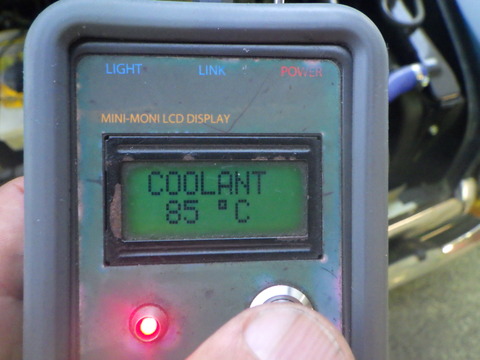 LIGHT LINK POWER
MINI-MONI LCD DISPLAY
COOLANT
85 °C